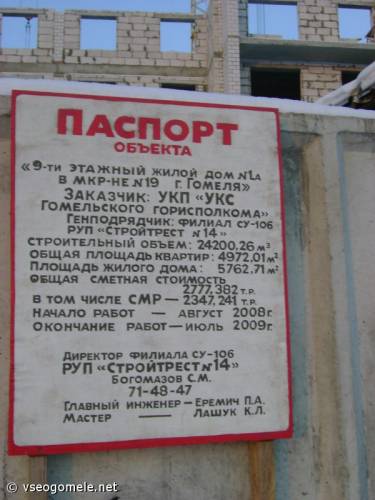 ПАСПОРТ
ОБЪЕКТА
«9-ТИ ЭТАЖНЫЙ ЖИЛОЙ ДОМ №1А
В МКР-НЕ №19 Г. ГОМЕЛЯ»
ЗАКАЗЧИК: УКП «УКС
ГОМЕЛЬСКОГО ГОРИСПОЛКОМА»
ГЕНПОДРЯДЧИК: ФИЛИАЛ СУ-106
РУП «СТРОЙТРЕСТ №14»
СТРОИТЕЛЬНЫЙ ОБЪЕМ: 24200.26 м³
ОБЩАЯ ПЛОЩАДЬ КВАРТИР: 4972.01 м²
ПЛОЩАДЬ ЖИЛОГО ДОМА: 5762.71 м²
ОБЩАЯ СМЕТНАЯ СТОИМОСТЬ
2777,382 Т.Р.
В ТОМ ЧИСЛЕ СМР — 2347,241 Т.Р.
НАЧАЛО РАБОТ — АВГУСТ 2008г.
ОКОНЧАНИЕ РАБОТ — ИЮЛЬ 2009г.
ДИРЕКТОР ФИЛИАЛА СУ-106
РУП «СТРОЙТРЕСТ №14»
БОГОМАЗОВ С.М.
71-48-47
ГЛАВНЫЙ ИНЖЕНЕР — ЕРЕМИЧ П.А.
МАСТЕР — ЛАЩУК К.Л.
© vseogomele.net